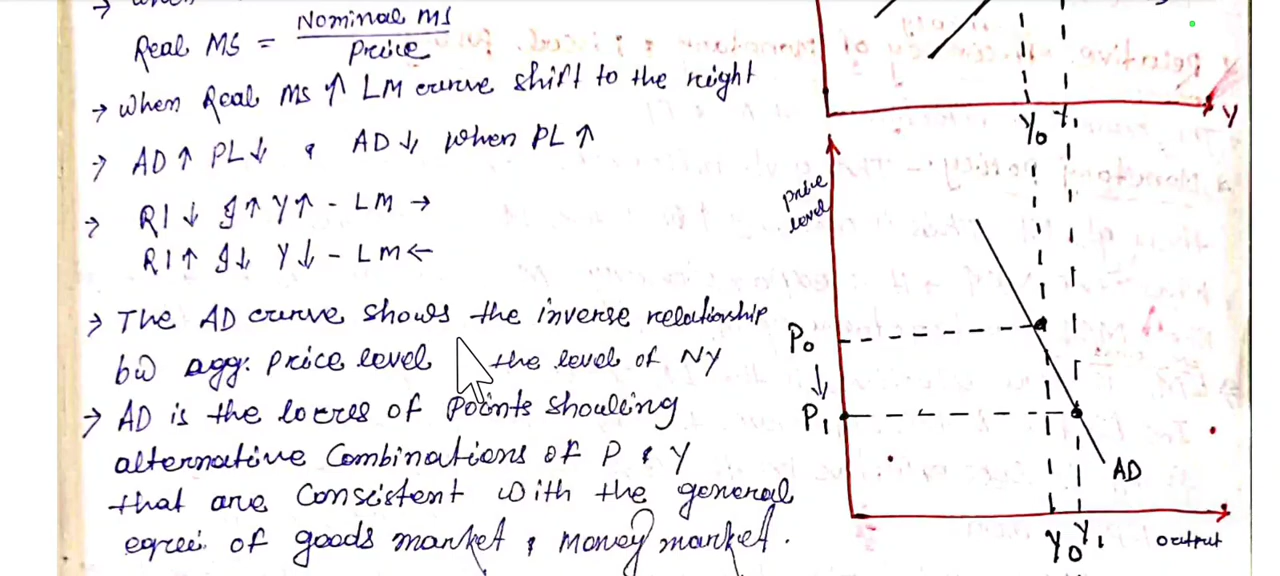 Real MS = Nominal MS / Price
→ When Real MS ↑ LM curve shift to the right
→ AD ↑ PL ↓ & AD ↓ when PL ↑
→ RI ↓ I ↑ Y ↑ - LM →
RI ↑ I ↓ Y ↓ - LM ←
→ The AD curve shows the inverse relationship
bw agg: Price level the level of NY
→ AD is the locus of Points showing
alternative Combinations of P & Y
that are Consistent with the general
eqm: of goods market & Money market.
Y0 Y1
Y
Price
level
P0
↓
P1
AD
Y0 Y1
output